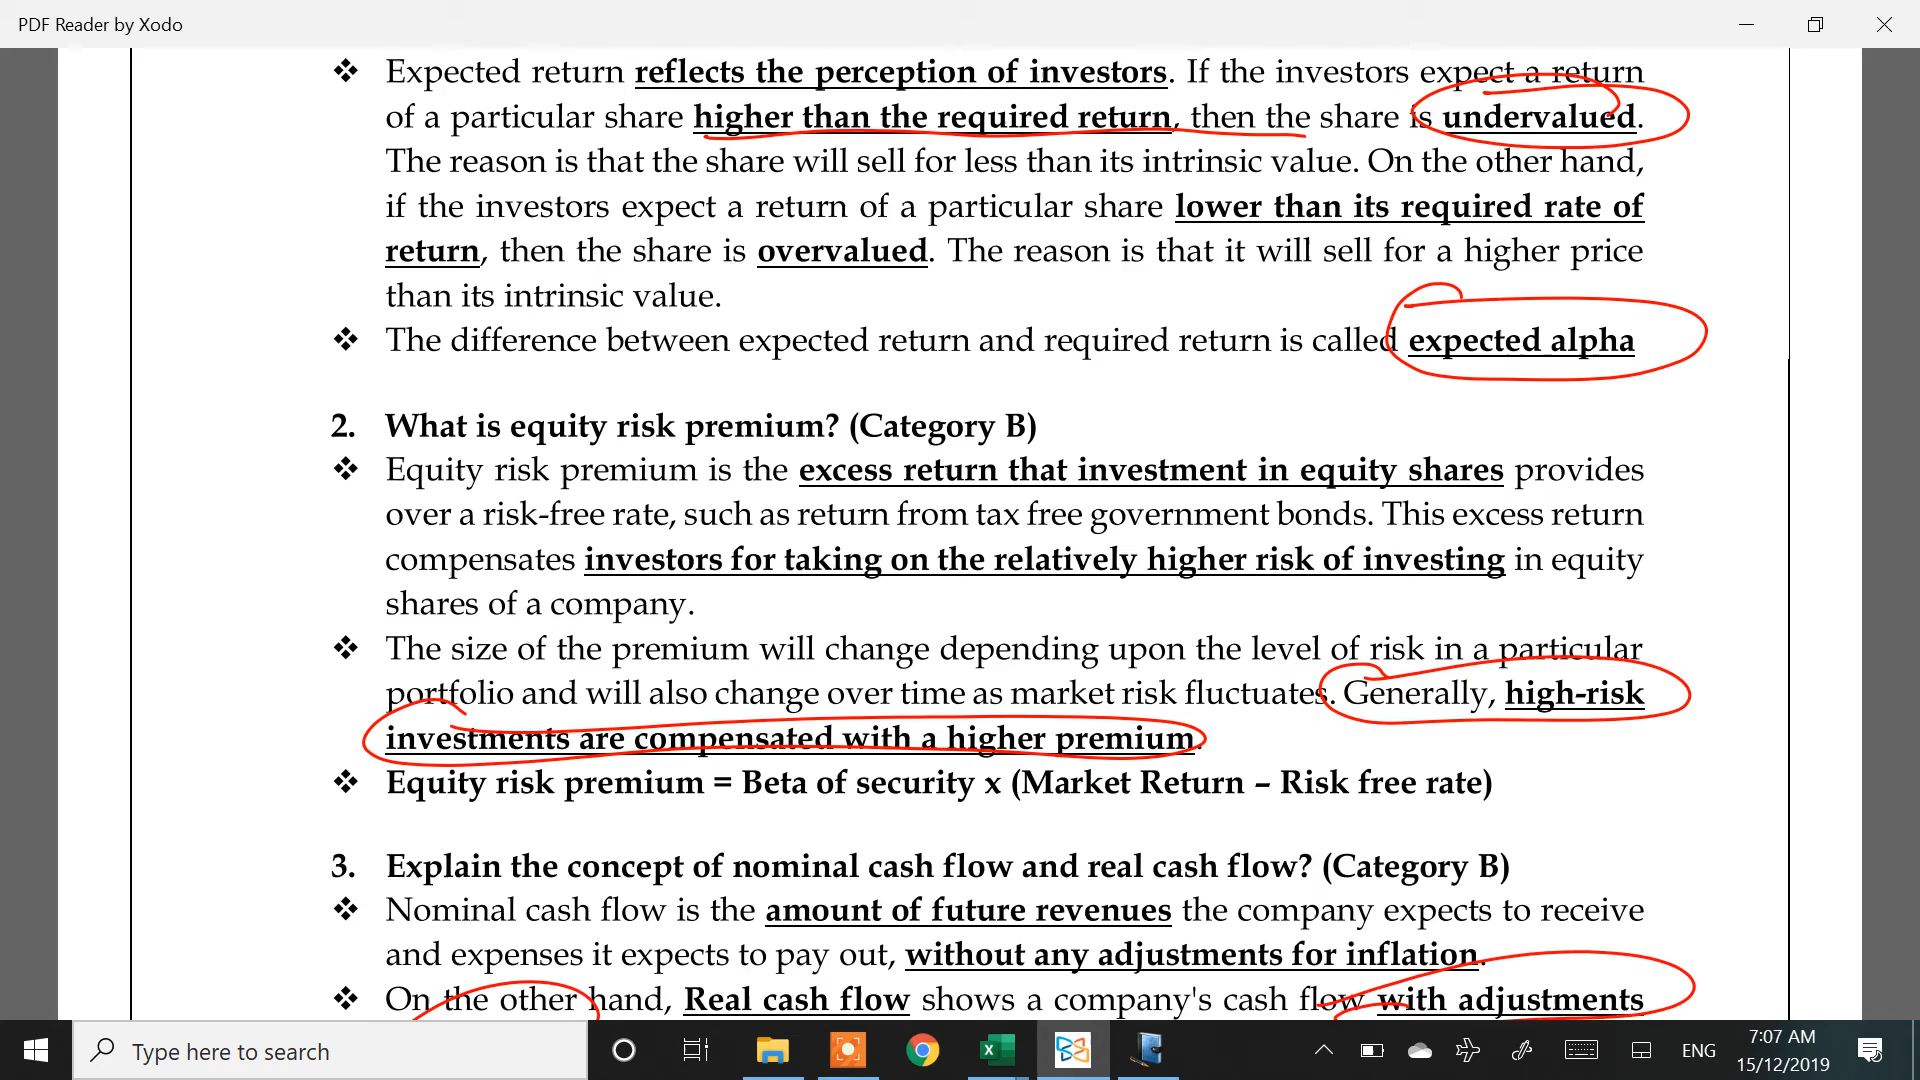 PDF Reader by Xodo
❖ Expected return reflects the perception of investors. If the investors expect a return
of a particular share higher than the required return, then the share is undervalued.
The reason is that the share will sell for less than its intrinsic value. On the other hand,
if the investors expect a return of a particular share lower than its required rate of
return, then the share is overvalued. The reason is that it will sell for a higher price
than its intrinsic value.
❖ The difference between expected return and required return is called expected alpha
2. What is equity risk premium? (Category B)
❖ Equity risk premium is the excess return that investment in equity shares provides
over a risk-free rate, such as return from tax free government bonds. This excess return
compensates investors for taking on the relatively higher risk of investing in equity
shares of a company.
❖ The size of the premium will change depending upon the level of risk in a particular
portfolio and will also change over time as market risk fluctuates. Generally, high-risk
investments are compensated with a higher premium.
❖ Equity risk premium = Beta of security x (Market Return – Risk free rate)
3. Explain the concept of nominal cash flow and real cash flow? (Category B)
❖ Nominal cash flow is the amount of future revenues the company expects to receive
and expenses it expects to pay out, without any adjustments for inflation.
❖ On the other hand, Real cash flow shows a company's cash flow with adjustments
Type here to search
ENG
7:07 AM
15/12/2019